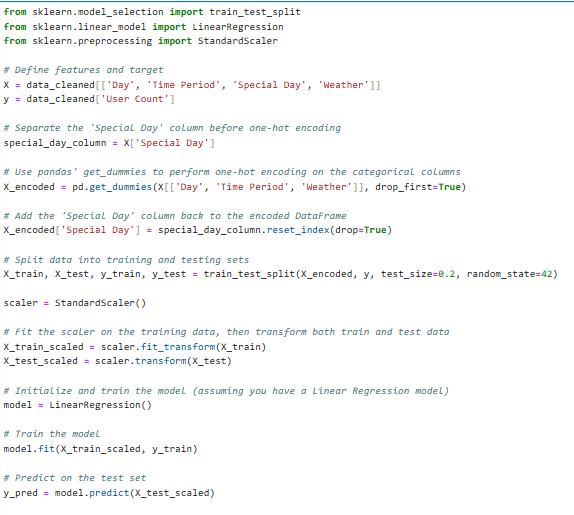 from sklearn.model_selection import train_test_split
from sklearn.linear_model import LinearRegression
from sklearn.preprocessing import StandardScaler
# Define features and target
X = data_cleaned[['Day', 'Time Period', 'Special Day', 'Weather']]
y = data_cleaned['User Count']
# Separate the 'Special Day' column before one-hot encoding
special_day_column = X['Special Day']
# Use pandas' get_dummies to perform one-hot encoding on the categorical columns
X_encoded = pd.get_dummies(X[['Day', 'Time Period', 'Weather']], drop_first=True)
# Add the 'Special Day' column back to the encoded DataFrame
X_encoded['Special Day'] = special_day_column.reset_index(drop=True)
# Split data into training and testing sets
X_train, X_test, y_train, y_test = train_test_split(X_encoded, y, test_size=0.2, random_state=42)
scaler = StandardScaler()
# Fit the scaler on the training data, then transform both train and test data
X_train_scaled = scaler.fit_transform(X_train)
X_test_scaled = scaler.transform(X_test)
# Initialize and train the model (assuming you have a Linear Regression model)
model = LinearRegression()
# Train the model
model.fit(X_train_scaled, y_train)
# Predict on the test set
y_pred = model.predict(X_test_scaled)